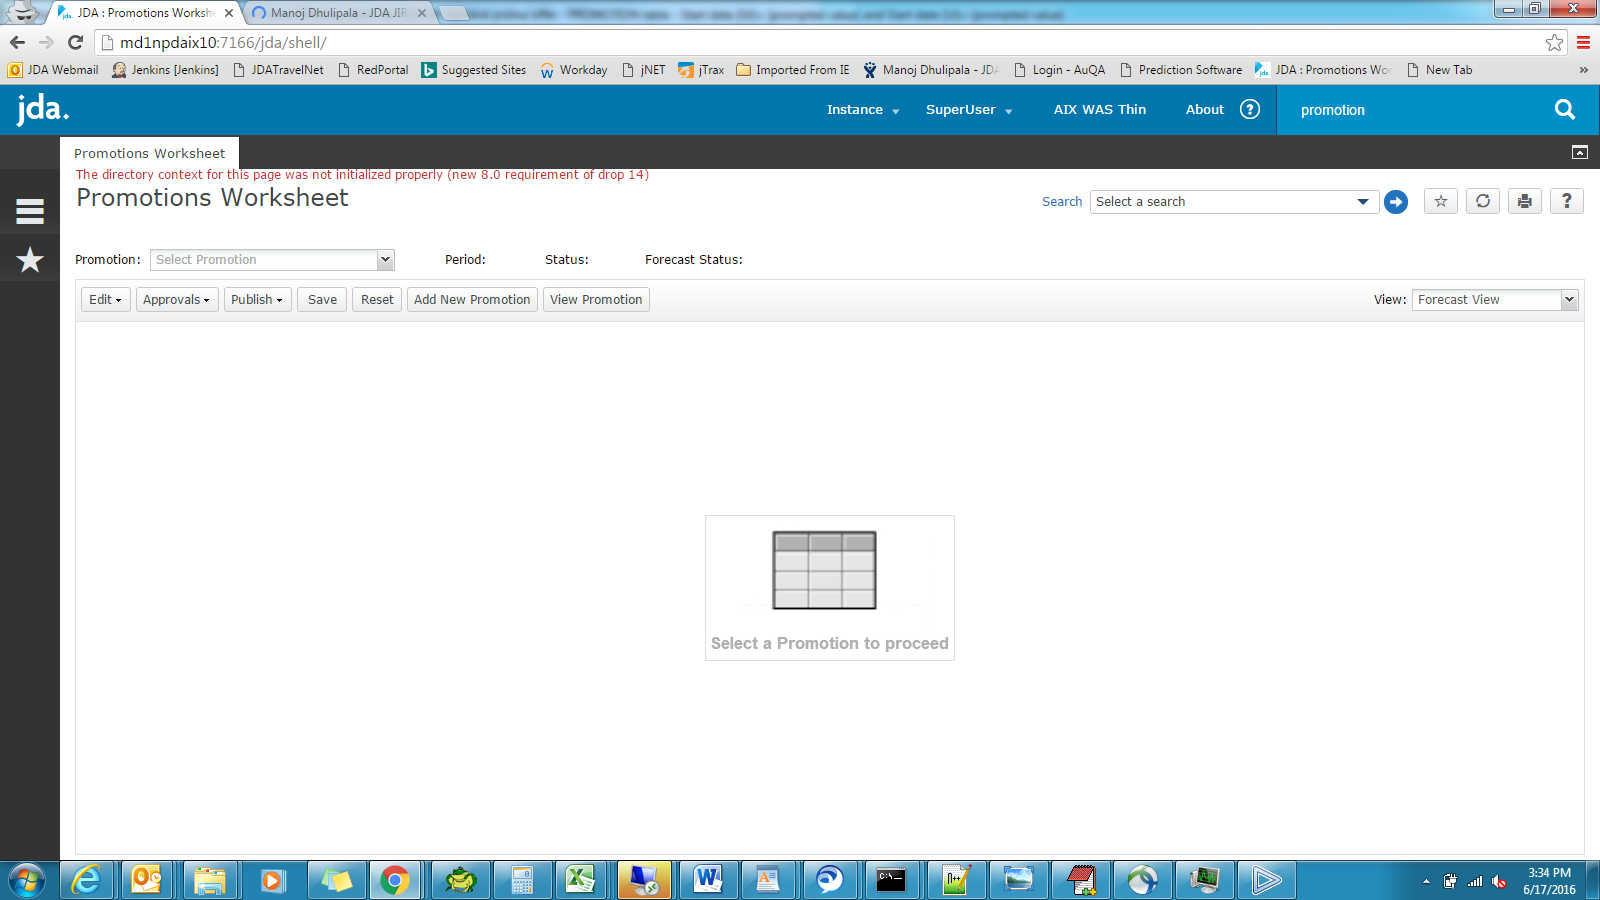 JDA : Promotions Workshe
Manoj Dhulipala - JDA JIR
md1npdaix10:7166/jda/shell/
JDA Webmail
Jenkins [Jenkins]
JDATravelNet
RedPortal
Suggested Sites
Workday
jNET
jTrax
Imported From IE
Manoj Dhulipala - JDA
Login - AuQA
Prediction Software
JDA : Promotions Wor
New Tab
»
jda.
Instance
SuperUser
AIX WAS Thin
About
?
promotion
Promotions Worksheet
The directory context for this page was not initialized properly (new 8.0 requirement of drop 14)
Promotions Worksheet
Search
Select a search
?
Promotion:
Select Promotion
Period:
Status:
Forecast Status:
Edit
Approvals
Publish
Save
Reset
Add New Promotion
View Promotion
View:
Forecast View
Select a Promotion to proceed
3:34 PM
6/17/2016